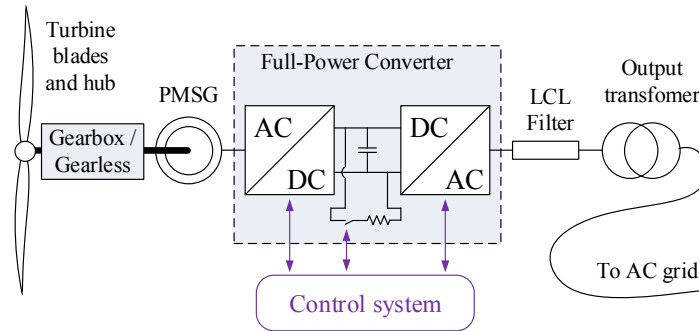 Turbine
blades
and hub
Gearbox /
Gearless
PMSG
Full-Power Converter
AC
DC
DC
AC
LCL
Filter
Output
transfomer
To AC grid
Control system